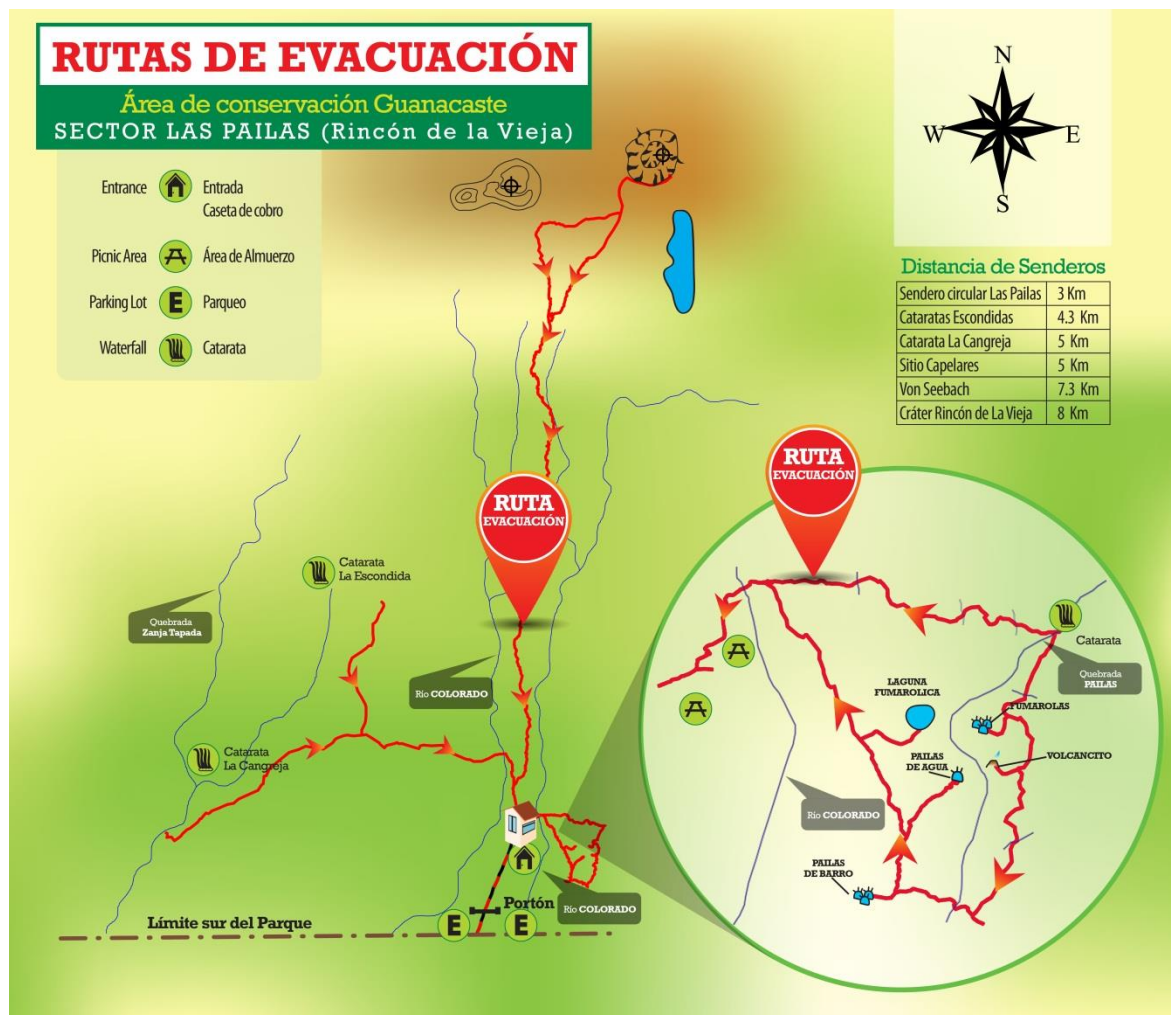 RUTAS DE EVACUACIÓN
Área de conservación Guanacaste
SECTOR LAS PAILAS (Rincón de la Vieja)
Entrance
Entrada
Caseta de cobro
Picnic Area
Área de Almuerzo
Parking Lot
E
Parqueo
Waterfall
Catarata
N
W
E
S
Distancia de Senderos
Sendero circular Las Pailas 3 Km
Cataratas Escondidas 4.3 Km
Catarata La Cangreja 5 Km
Sitio Capelares 5 Km
Von Seebach 7.3 Km
Cráter Rincón de La Vieja 8 Km
RUTA
EVACUACIÓN
RUTA
EVACUACIÓN
Catarata
La Escondida
Quebrada
Zanja Tapada
Río COLORADO
Catarata
La Cangreja
Catarata
Quebrada
PAILAS
LAGUNA
FUMAROLICA
FUMAROLAS
PAILAS
DE AGUA
VOLCANCITO
Río COLORADO
PAILAS
DE BARRO
Río COLORADO
Portón
E
E
Límite sur del Parque